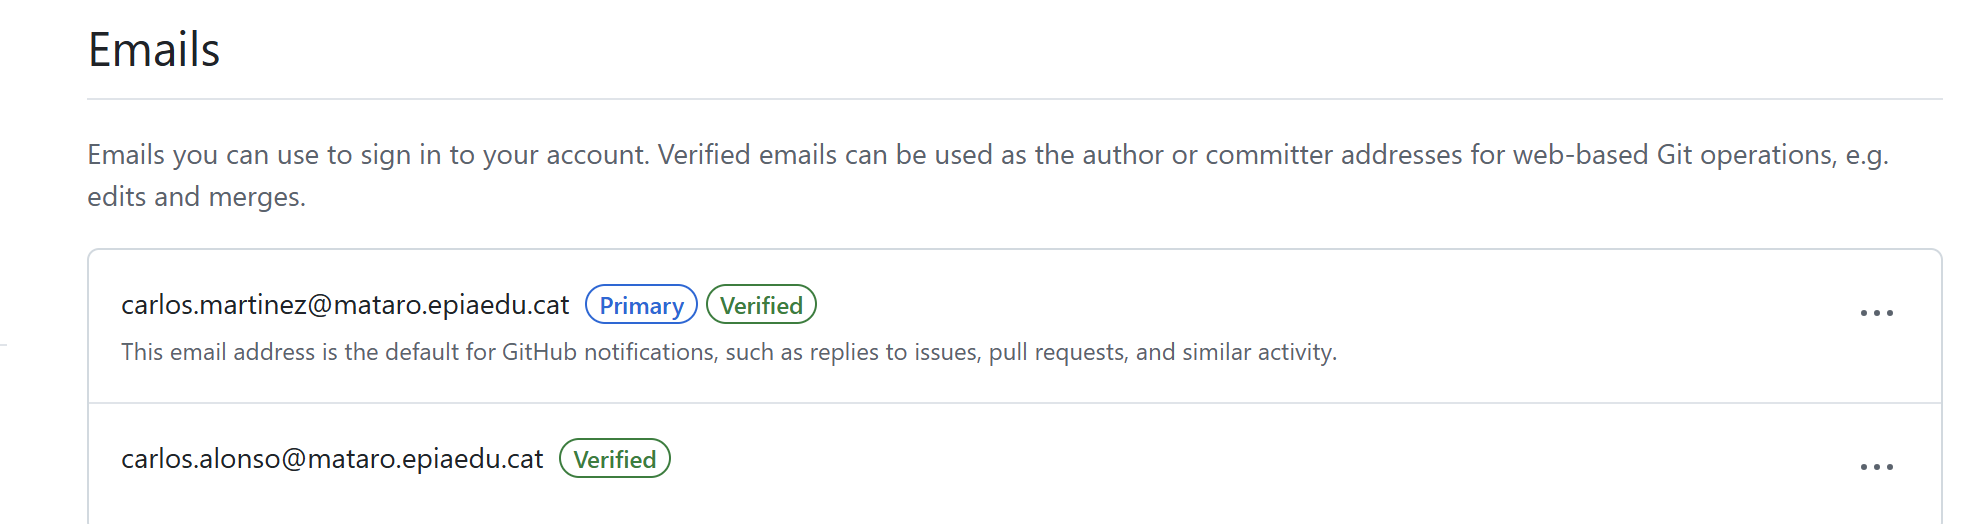 Emails
Emails you can use to sign in to your account. Verified emails can be used as the author or committer addresses for web-based Git operations, e.g.
edits and merges.
carlos.martinez@mataro.epiaedu.cat Primary Verified
This email address is the default for GitHub notifications, such as replies to issues, pull requests, and similar activity.
carlos.alonso@mataro.epiaedu.cat Verified